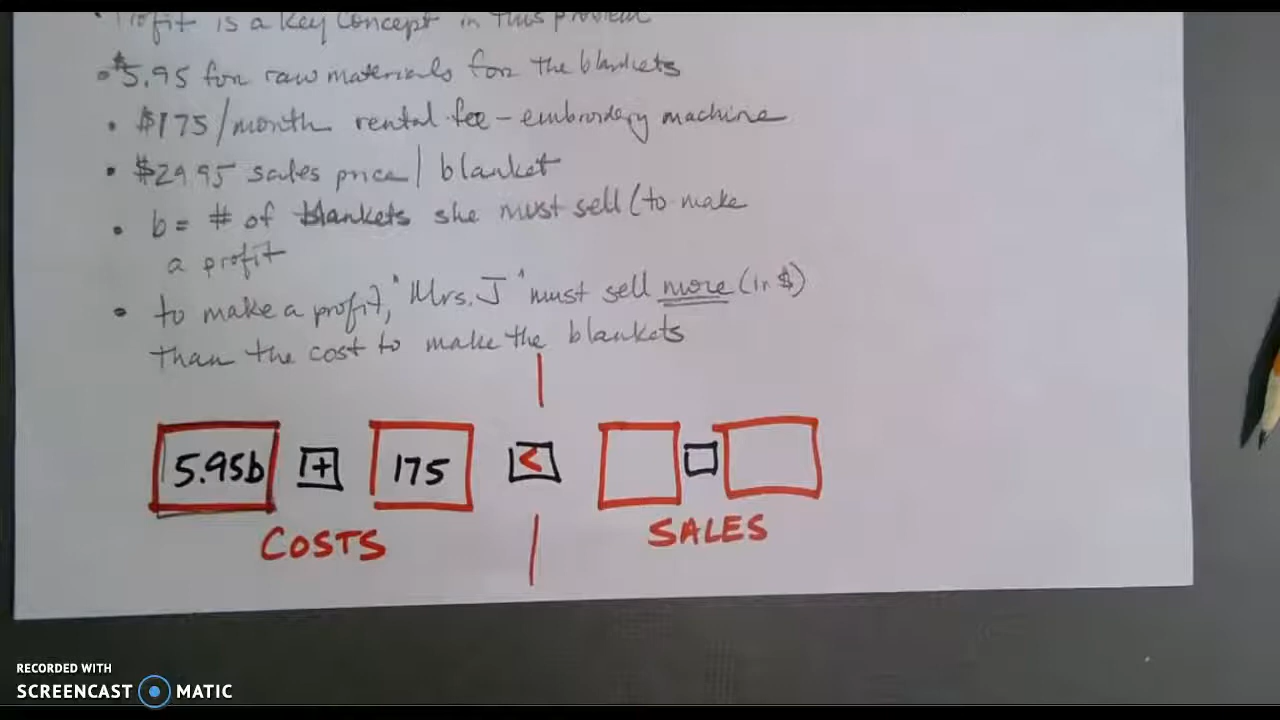 • Profit is a key concept in this problem
• $5.95 for raw materials for the blankets
• $175/month rental fee - embroidery machine
• $29.95 sales price/blanket
• b = # of blankets she must sell (to make
a profit
• to make a profit, "Mrs. J" must sell more (in $)
than the cost to make the blankets
5.95b + 175 <
COSTS SALES
RECORDED WITH
SCREENCAST MATIC